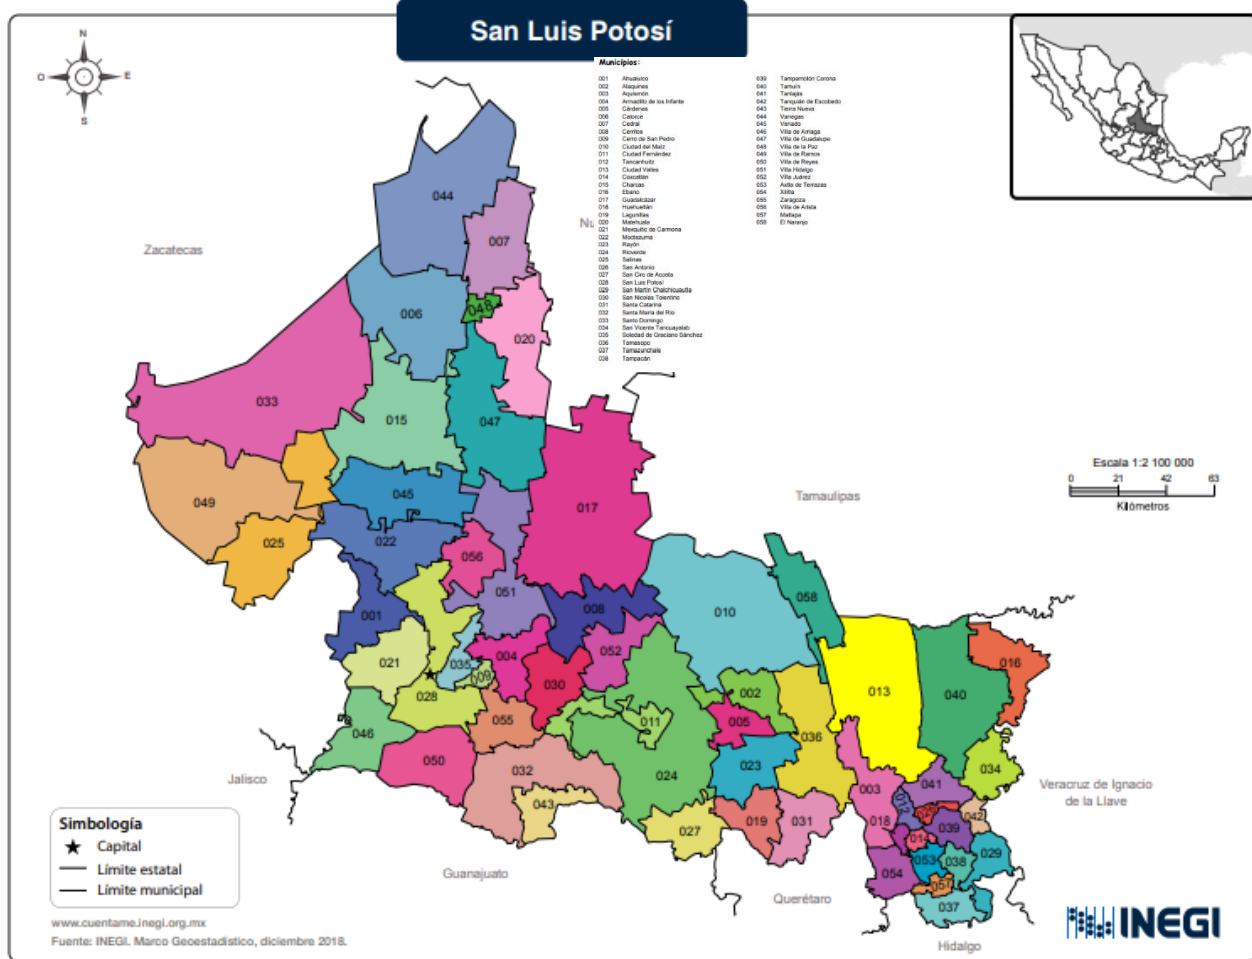 San Luis Potosí
N
O
E
S
Municipios:
001 Ahualulco
002 Alaquines
003 Aquismón
004 Armadillo de los Infante
005 Cárdenas
006 Catorce
007 Cedral
008 Cerritos
009 Cerro de San Pedro
010 Ciudad del Maíz
011 Ciudad Fernández
012 Tancanhuitz
013 Ciudad Valles
014 Coxcatlán
015 Charcas
016 Ebano
017 Guadalcázar
018 Huehuetlán
019 Lagunillas
020 Matehuala
021 Mexquitic de Carmona
022 Moctezuma
023 Rayón
024 Rioverde
025 Salinas
026 San Antonio
027 San Ciro de Acosta
028 San Luis Potosí
029 San Martín Chalchicuautla
030 San Nicolás Tolentino
031 Santa Catarina
032 Santa María del Río
033 Santo Domingo
034 San Vicente Tancuayalab
035 Soledad de Graciano Sánchez
036 Tamasopo
037 Tamazunchale
038 Tampacán
039 Tampamolón Corona
040 Tamuín
041 Tanlajás
042 Tanquián de Escobedo
043 Tierra Nueva
044 Vanegas
045 Venado
046 Villa de Arriaga
047 Villa de Guadalupe
048 Villa de la Paz
049 Villa de Ramos
050 Villa de Reyes
051 Villa Hidalgo
052 Villa Juárez
053 Axtla de Terrazas
054 Xilitla
055 Zaragoza
056 Villa de Arista
057 Matlapa
058 El Naranjo
Zacatecas
Nu
044
007
006
048
020
033
015
047
049
045
017
025
022
056
051
008
001
010
058
021
035
009
004
030
052
028
046
055
050
032
043
011
024
002
005
023
036
027
019
031
013
040
016
034
003
041
012
026
042
018
014
039
053
038
029
054
057
037
Tamaulipas
Escala 1:2 100 000
0 21 42 63
Kilómetros
Jalisco
Guanajuato
Querétaro
Hidalgo
Veracruz de Ignacio
de la Llave
Simbología
Capital
Límite estatal
Límite municipal
www.cuentame.inegi.org.mx
Fuente: INEGI. Marco Geoestadístico, diciembre 2018.
INEGI